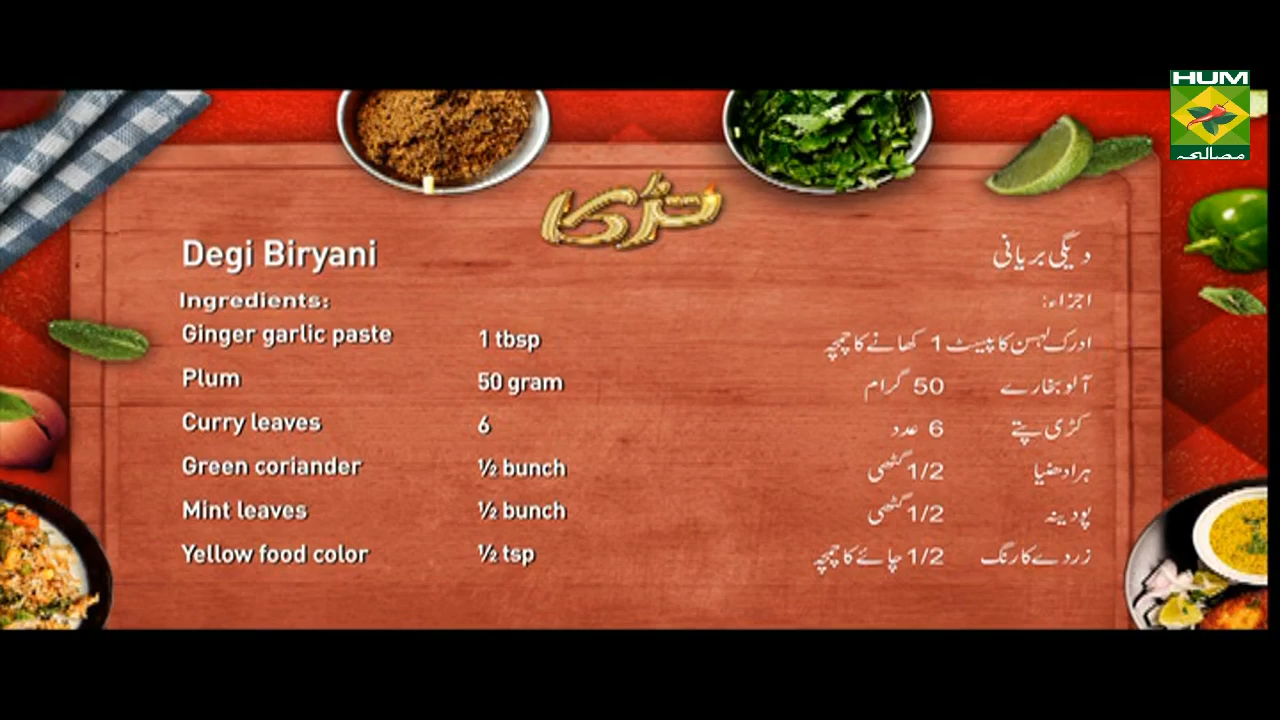 HUM
مصالحہ
تڑکا
Degi Biryani
دیگی بریانی
Ingredients:
اجزاء:
Ginger garlic paste 1 tbsp
ادرک لہسن کا پیسٹ 1 کھانے کا چمچہ
Plum 50 gram
آلو بخارے 50 گرام
Curry leaves 6
کڑی پتے 6 عدد
Green coriander ½ bunch
ہرا دھنیا 1/2 گٹھی
Mint leaves ½ bunch
پودینہ 1/2 گٹھی
Yellow food color ½ tsp
زردے کا رنگ 1/2 چائے کا چمچہ